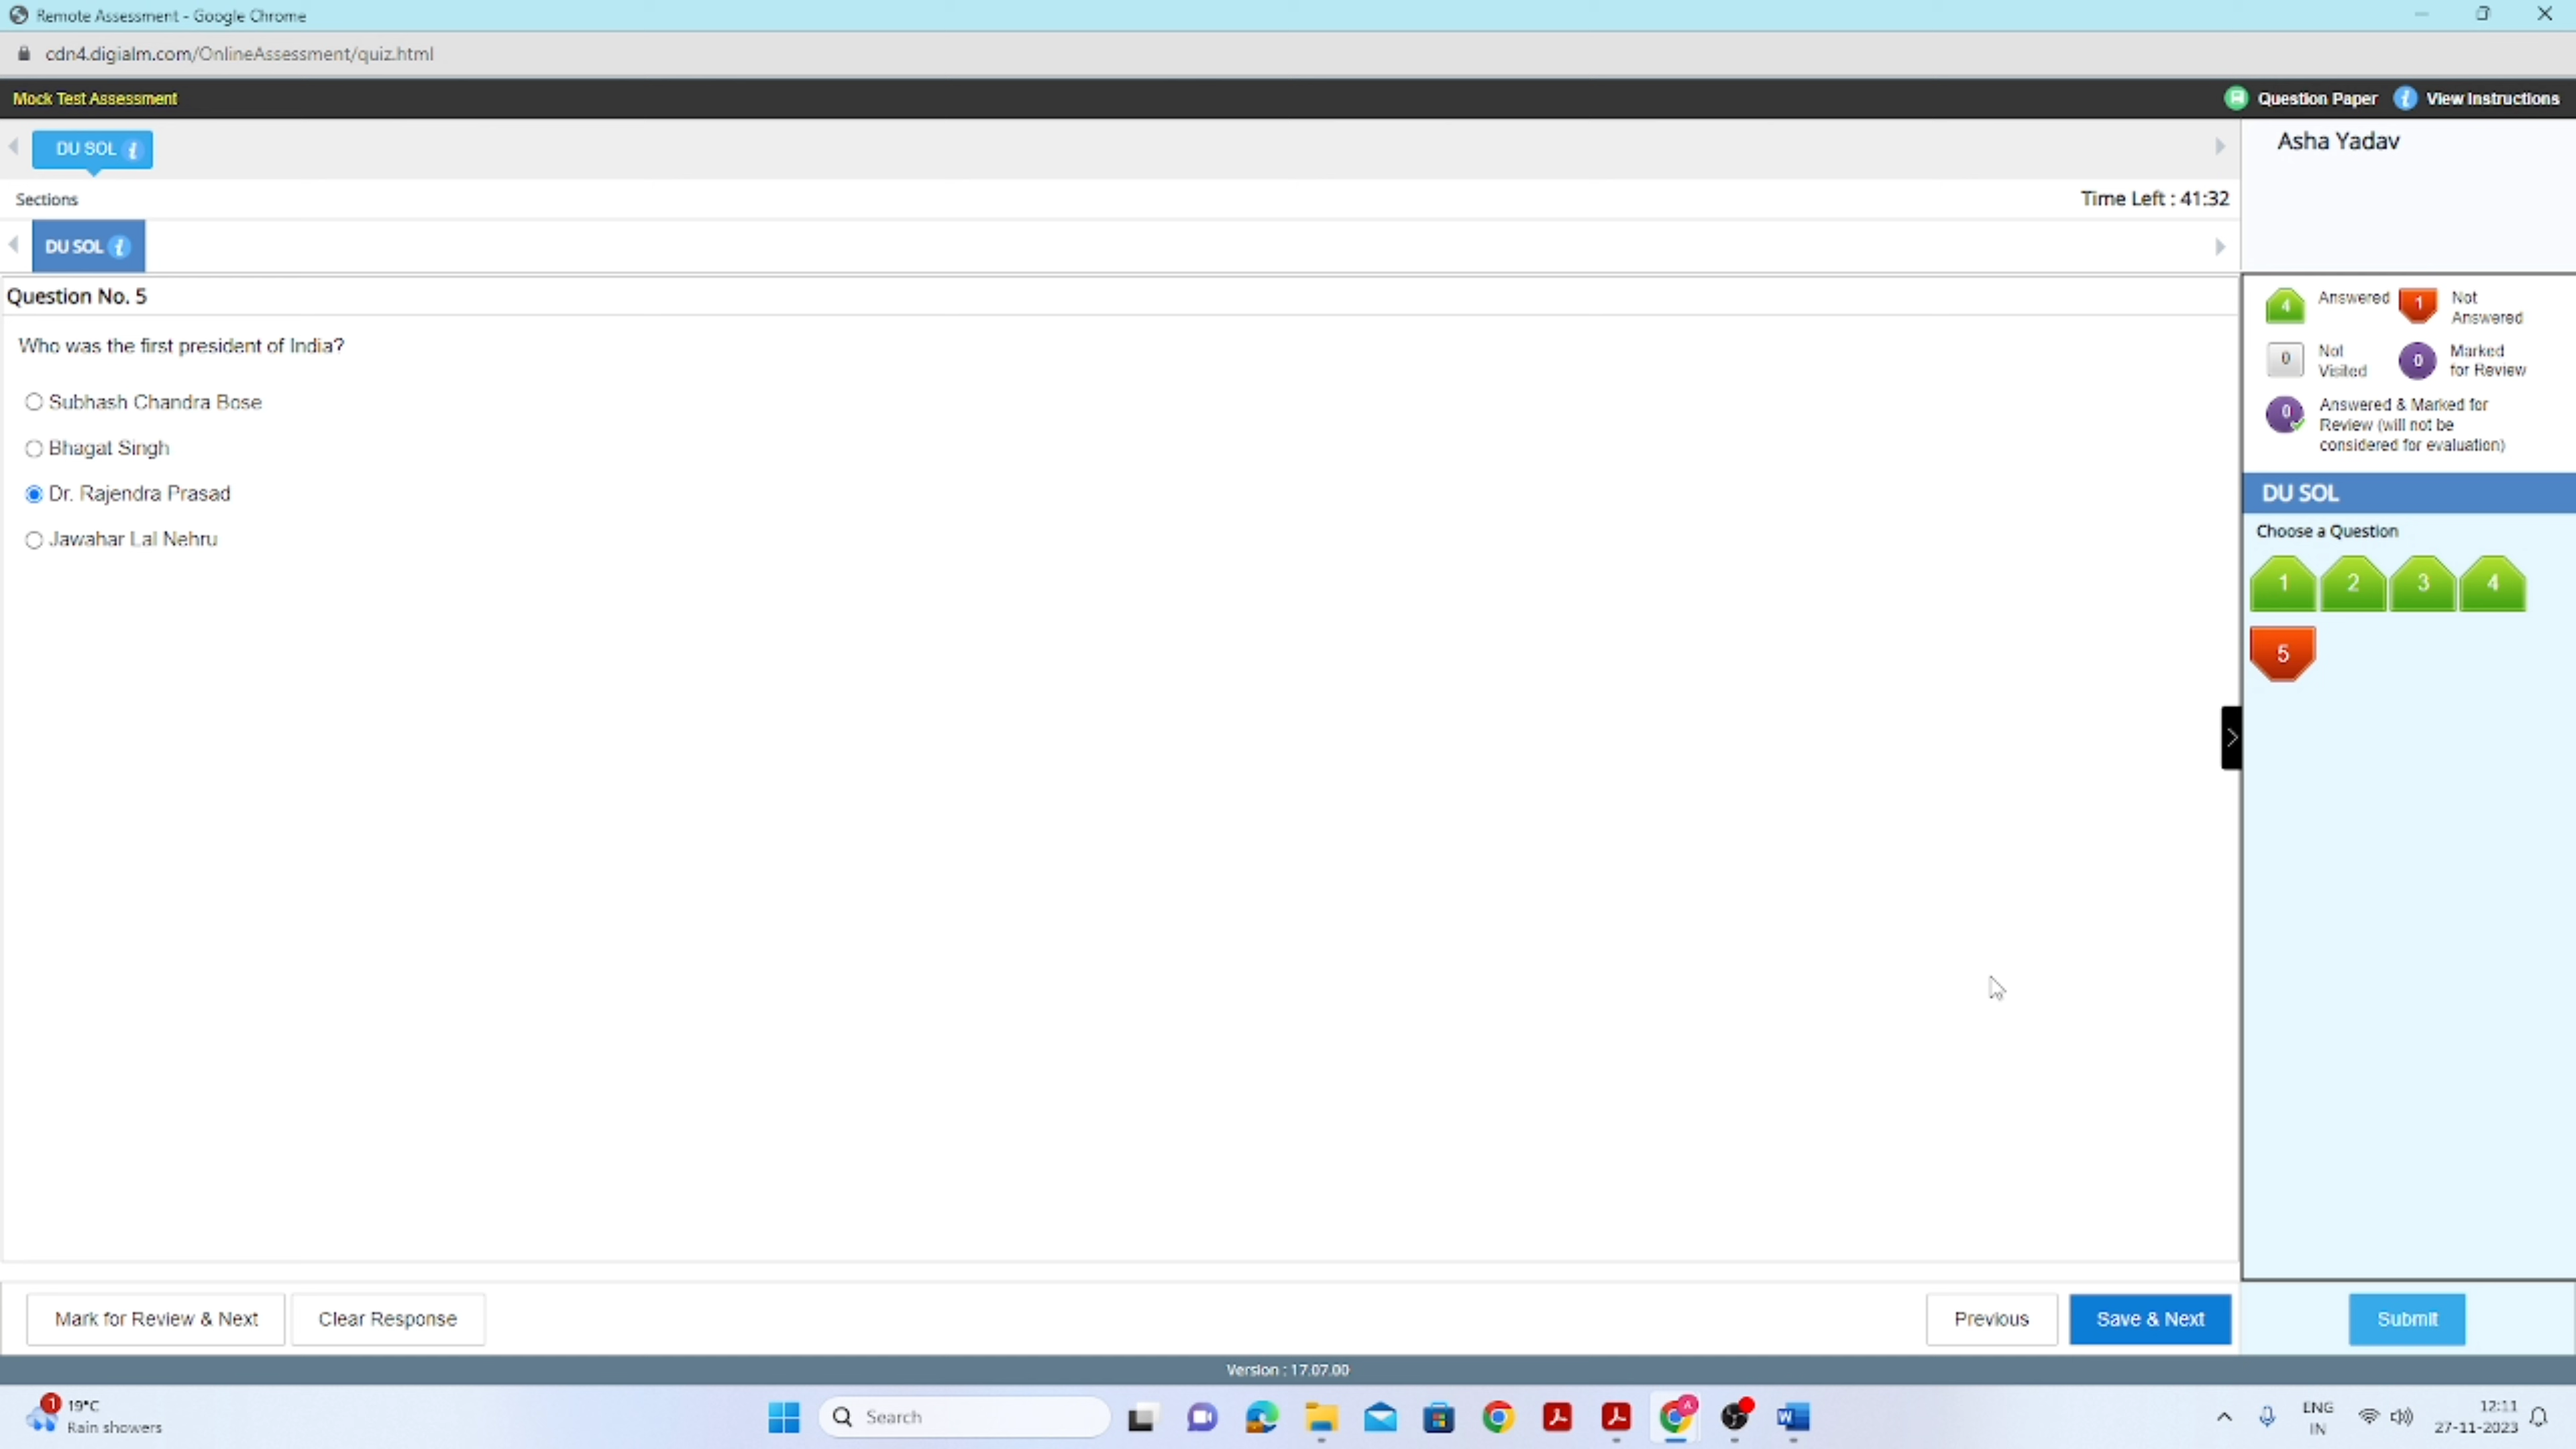 Remote Assessment - Google Chrome
cdn4.digialm.com/OnlineAssessment/quiz.html
Mock Test Assessment
Question Paper
View Instructions
DU SOL
Asha Yadav
Sections
Time Left : 41:32
DU SOL
Question No. 5
Who was the first president of India?
Subhash Chandra Bose
Bhagat Singh
Dr. Rajendra Prasad
Jawahar Lal Nehru
4 Answered
1 Not
Answered
0 Not
Visited
0 Marked
for Review
0 Answered & Marked for
Review (will not be
considered for evaluation)
DU SOL
Choose a Question
1 2 3 4
5
Mark for Review & Next
Clear Response
Previous
Save & Next
Submit
Version : 17.07.00
1
19°C
Rain showers
Search
A
W
ENG
IN
12:11
27-11-2023